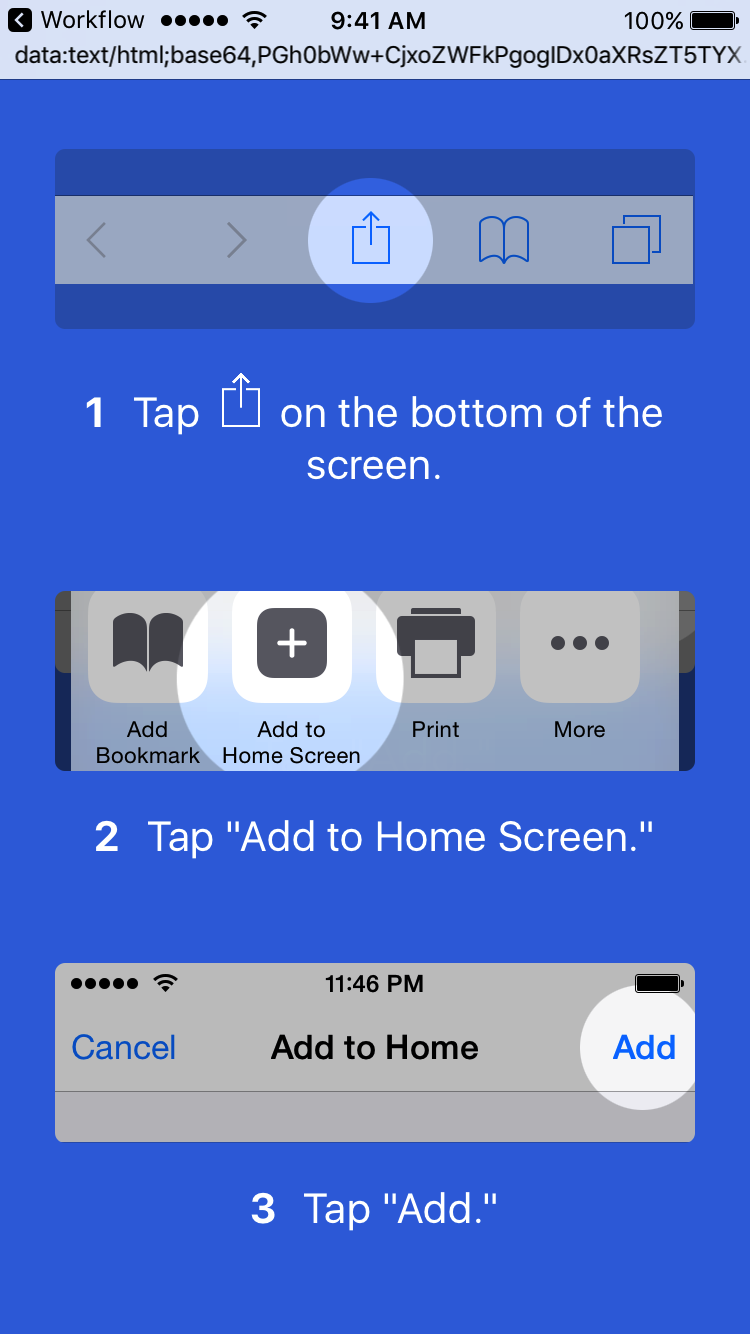 Workflow 9:41 AM 100%
data:text/html;base64,PGh0bWw+CjxoZWFkPgogIDx0aXRsZT5TYX
1 Tap on the bottom of the
screen.
Add Add to Print More
Bookmark Home Screen
2 Tap "Add to Home Screen."
11:46 PM
Cancel Add to Home Add
3 Tap "Add."